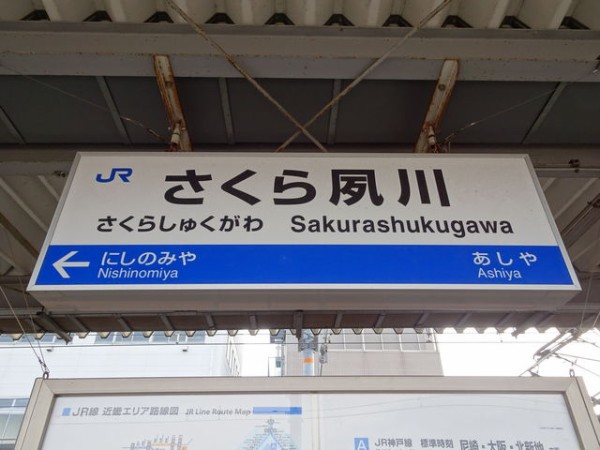 JR さくら夙川
さくらしゅくがわ Sakurashukugawa
にしのみや あしや
Nishinomiya Ashiya
JR線 近畿エリア路線図 JR Line Route Map
A JR神戸線 標準時刻 尼崎・大阪・北新地